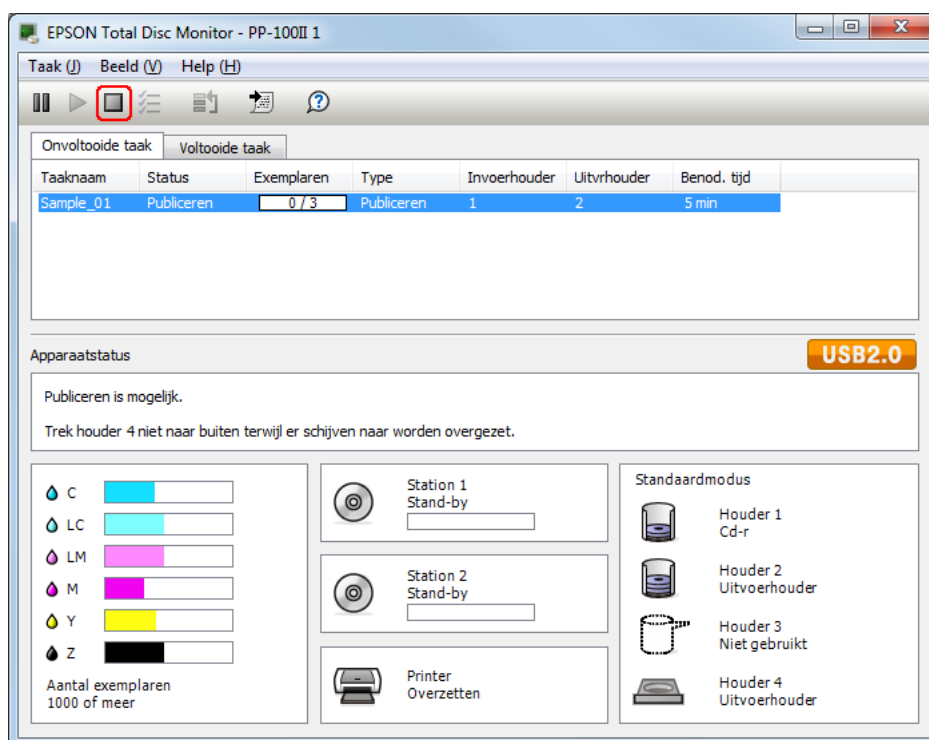 EPSON Total Disc Monitor - PP-100II 1
Taak (J) Beeld (V) Help (H)
Onvoltooide taak Voltooide taak
Taaknaam Status Exemplaren Type Invoerhouder Uitvrhouder Benod. tijd
Sample_01 Publiceren 0 / 3 Publiceren 1 2 5 min
Apparaatstatus USB2.0
Publiceren is mogelijk.
Trek houder 4 niet naar buiten terwijl er schijven naar worden overgezet.
C
LC
LM
M
Y
Z
Aantal exemplaren
1000 of meer
Station 1
Stand-by
Station 2
Stand-by
Printer
Overzetten
Standaardmodus
Houder 1
Cd-r
Houder 2
Uitvoerhouder
Houder 3
Niet gebruikt
Houder 4
Uitvoerhouder